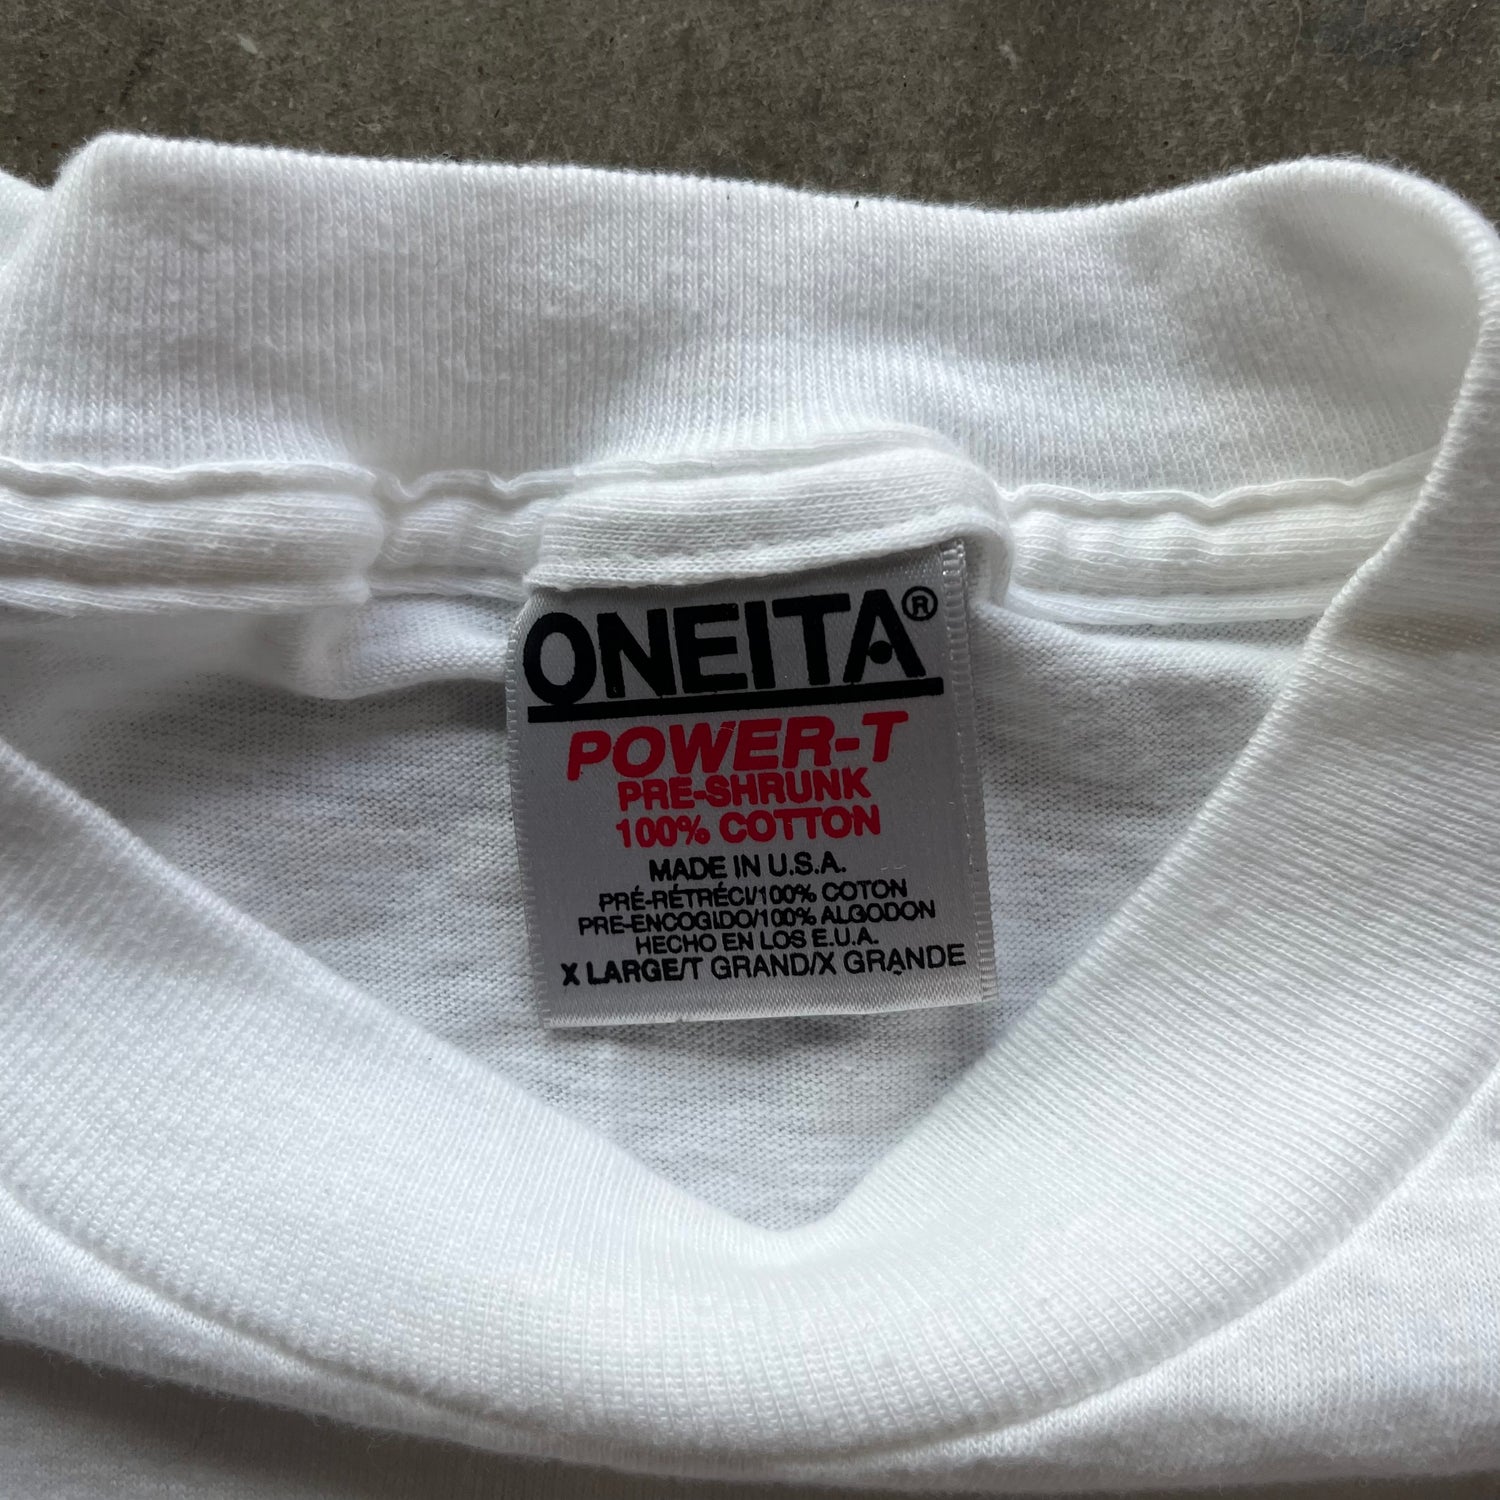 ONEITA®
POWER-T
PRE-SHRUNK
100% COTTON
MADE IN U.S.A.
PRÉ-RÉTRÉCI/100% COTON
PRE-ENCOGIDO/100% ALGODON
HECHO EN LOS E.U.A.
X LARGE/T GRAND/X GRANDE